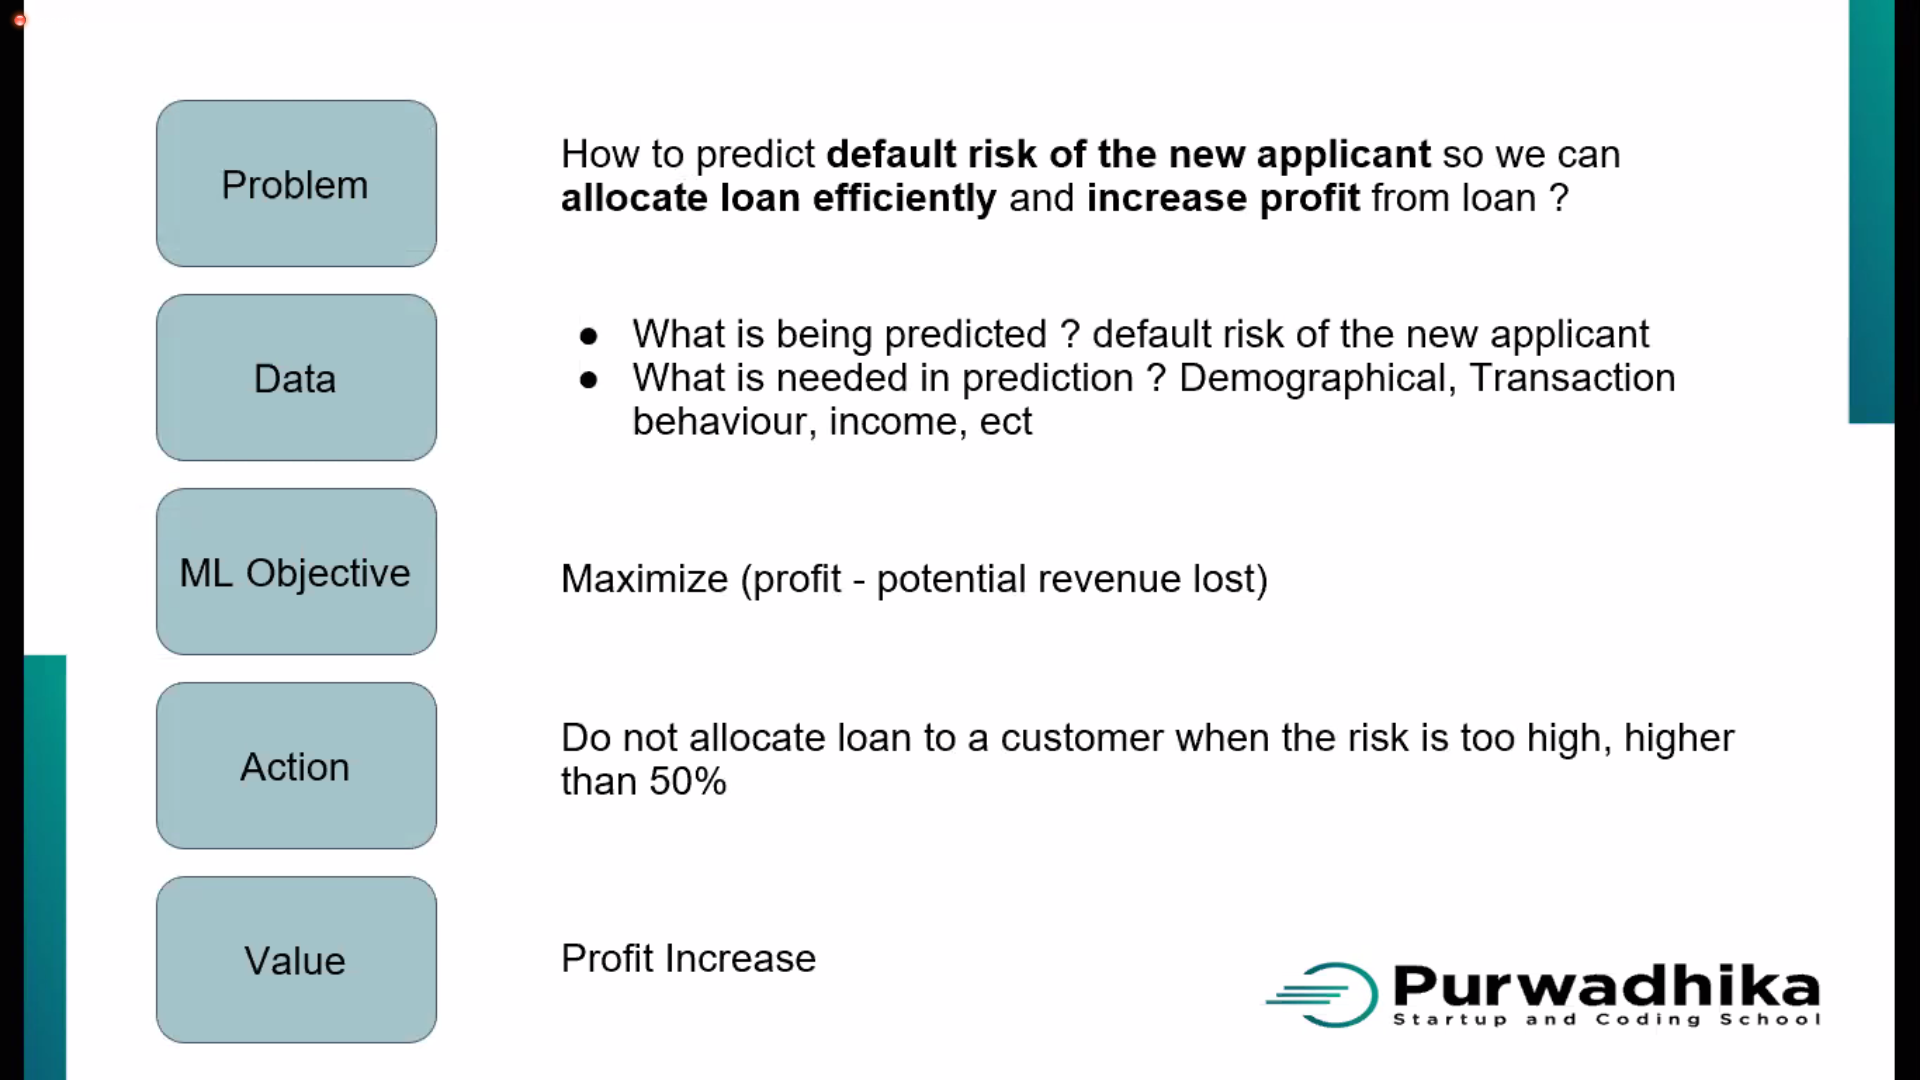 Problem
How to predict default risk of the new applicant so we can
allocate loan efficiently and increase profit from loan ?
Data
● What is being predicted ? default risk of the new applicant
● What is needed in prediction ? Demographical, Transaction
behaviour, income, ect
ML Objective
Maximize (profit - potential revenue lost)
Action
Do not allocate loan to a customer when the risk is too high, higher
than 50%
Value
Profit Increase
Purwadhika
Startup and Coding School